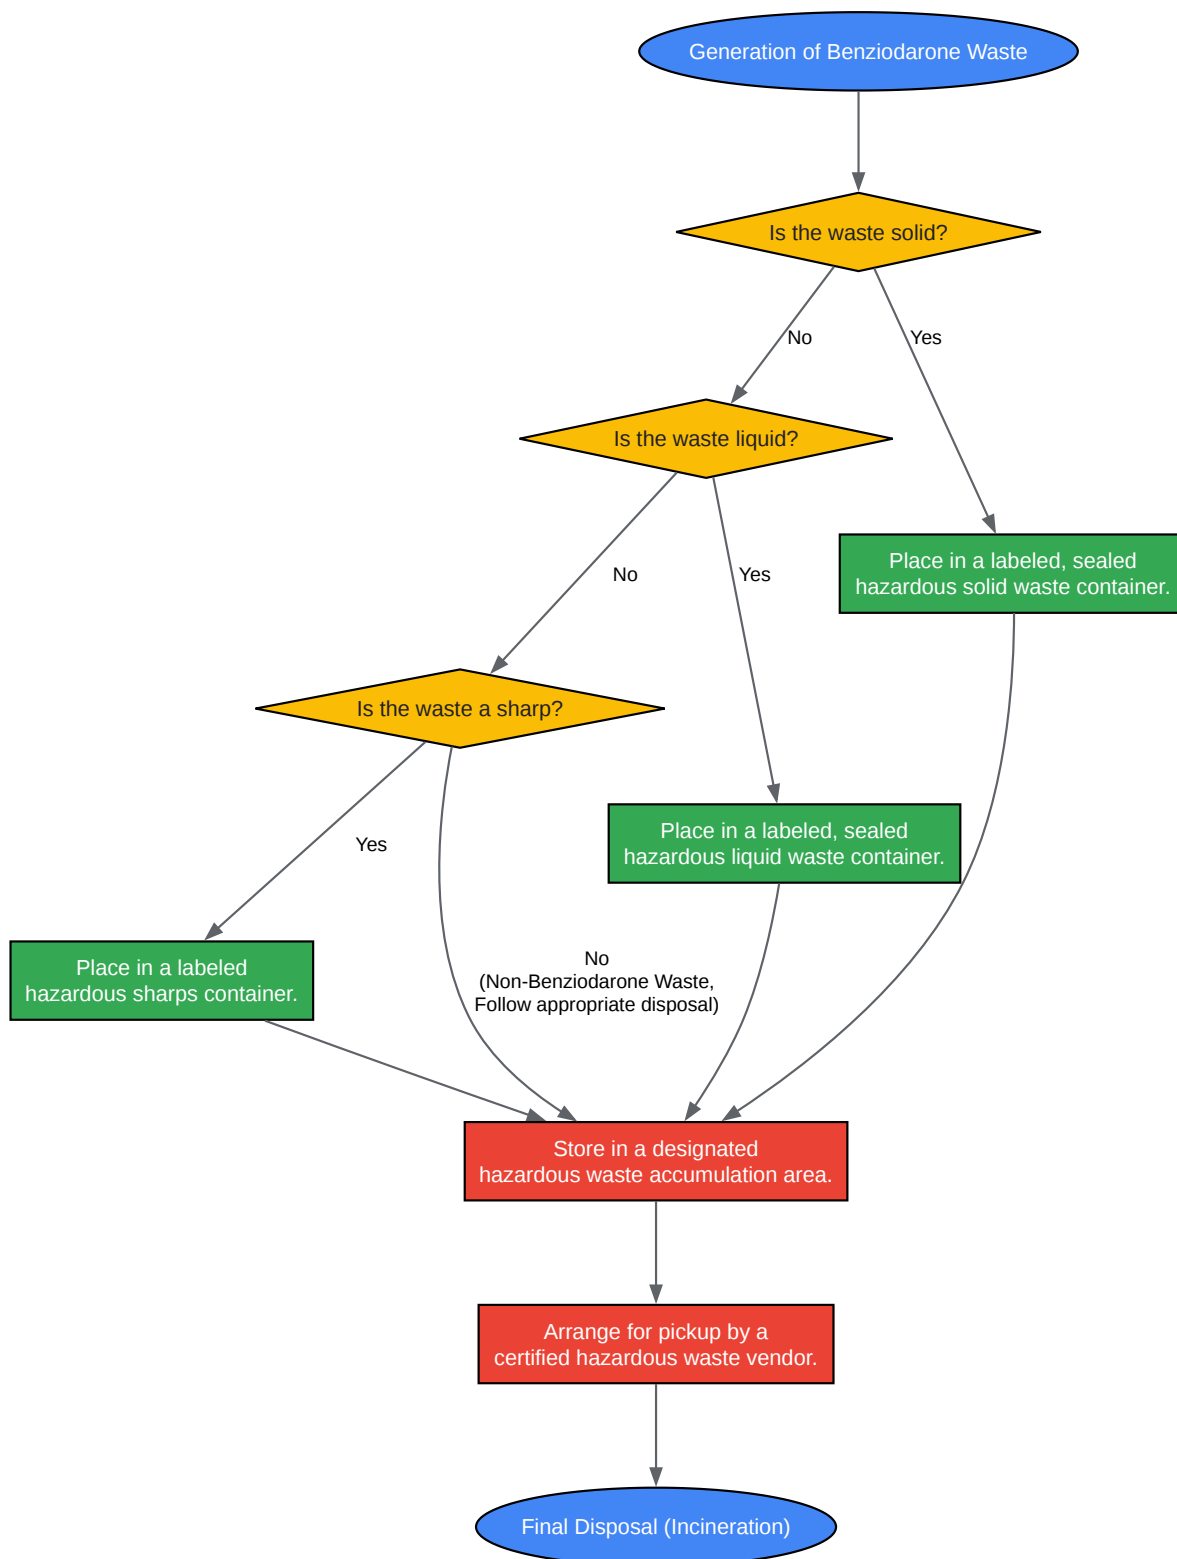 Generation of Benziodarone Waste
Is the waste solid?
No
Yes
Is the waste liquid?
No
Yes
Place in a labeled, sealed
hazardous solid waste container.
Is the waste a sharp?
Yes
Place in a labeled, sealed
hazardous liquid waste container.
No
(Non-Benziodarone Waste,
Follow appropriate disposal)
Place in a labeled
hazardous sharps container.
Store in a designated
hazardous waste accumulation area.
Arrange for pickup by a
certified hazardous waste vendor.
Final Disposal (Incineration)